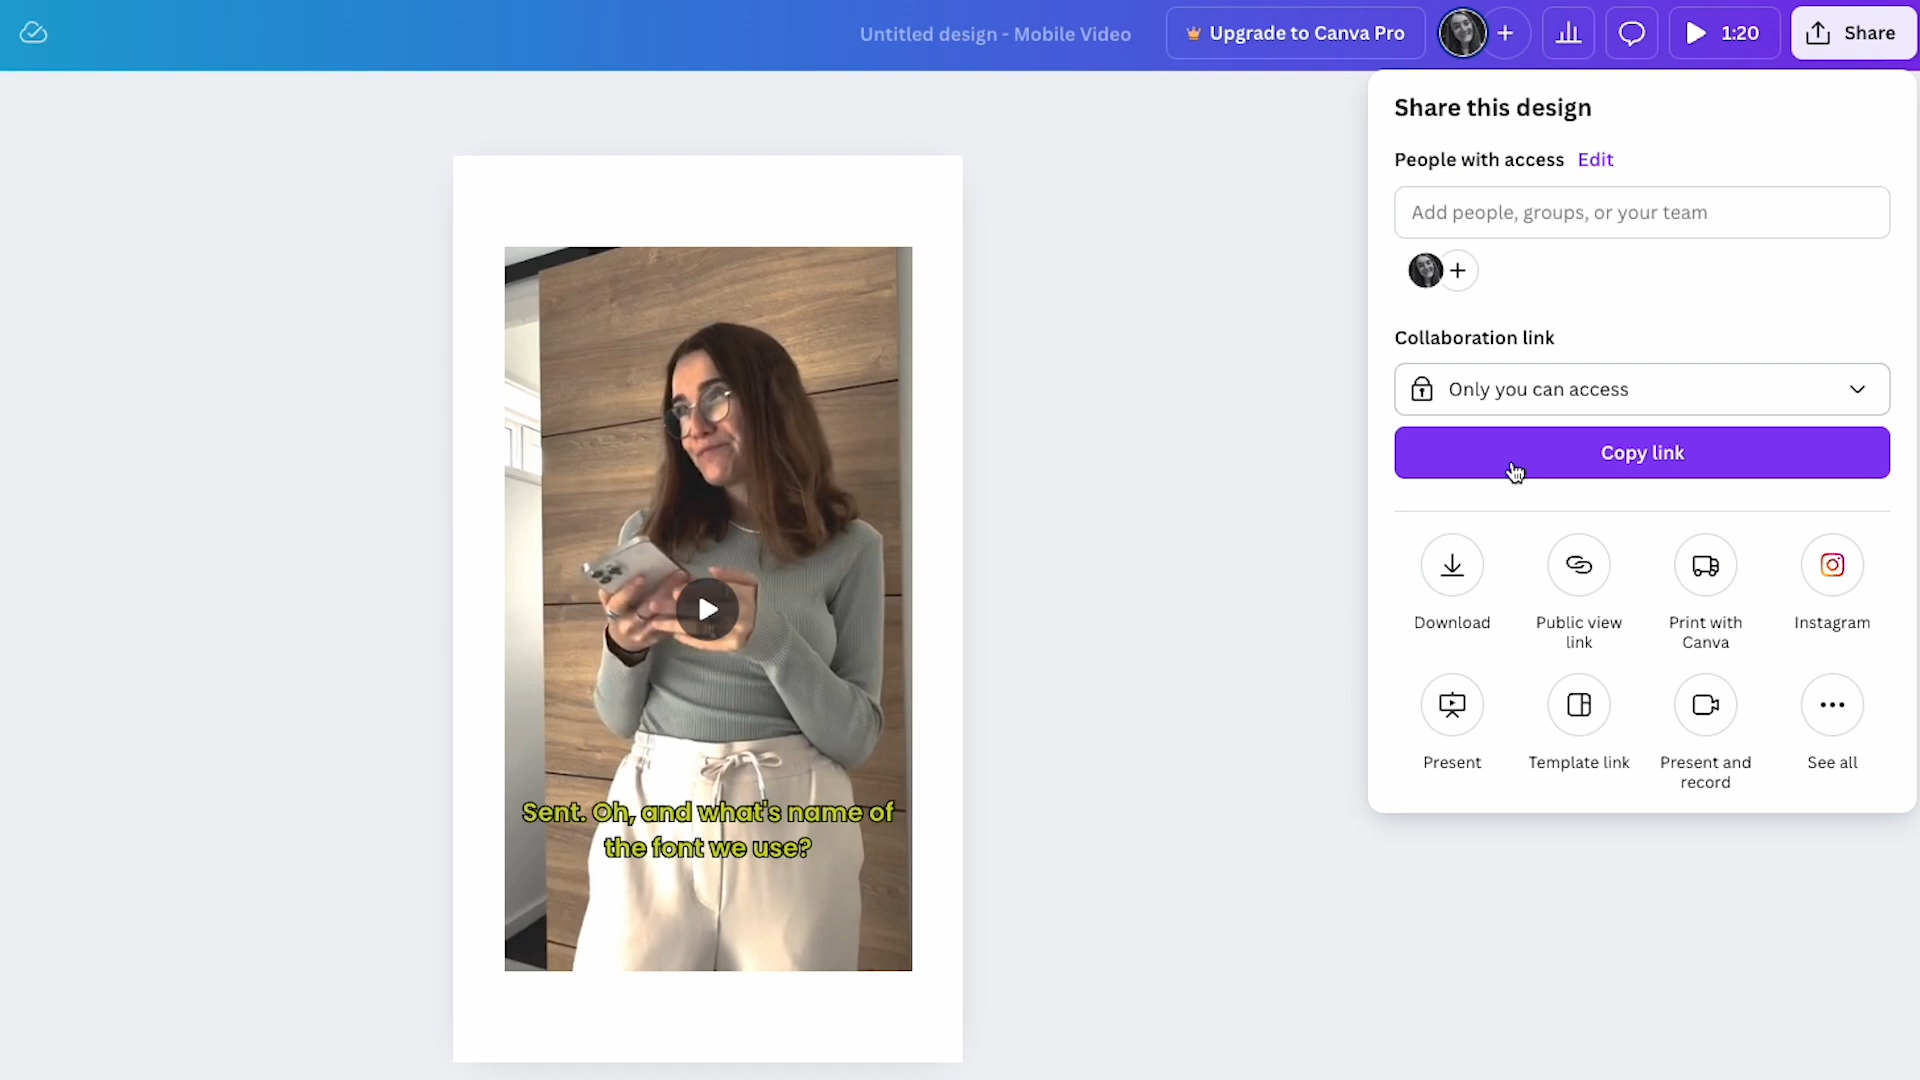 Untitled design - Mobile Video
Upgrade to Canva Pro
1:20
Share
Share this design
People with access Edit
Add people, groups, or your team
Collaboration link
Only you can access
Copy link
Download
Public view
link
Print with
Canva
Instagram
Present
Template link
Present and
record
See all
Sent. Oh, and what's name of
the font we use?